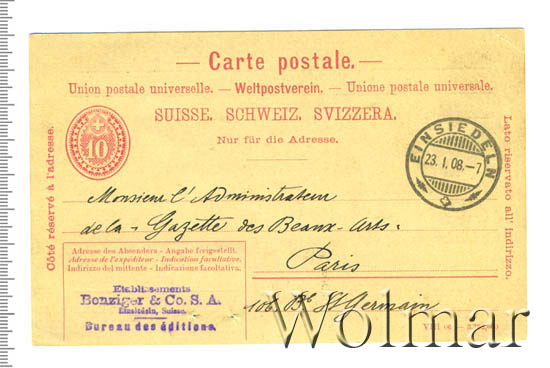 — Carte postale. —
Union postale universelle. — Weltpostverein. — Unione postale universale.
SUISSE. SCHWEIZ. SVIZZERA.
Nur für die Adresse.
10
Côté réservé à l'adresse.
Lato riservato all' indirizzo.
EINSIEDELN
23. I. 08.–7
Monsieur l'Administrateur
de la Gazette des Beaux-Arts.
Paris
106. Bd St Germain
Adresse des Absenders - Angabe freigestellt.
Adresse de l'expéditeur - Indication facultative.
Indirizzo del mittente - Indicazione facoltativa.
Etablissements
Benziger & Co. S. A.
Einsiedeln, Suisse.
Bureau des éditions.
Wolmar